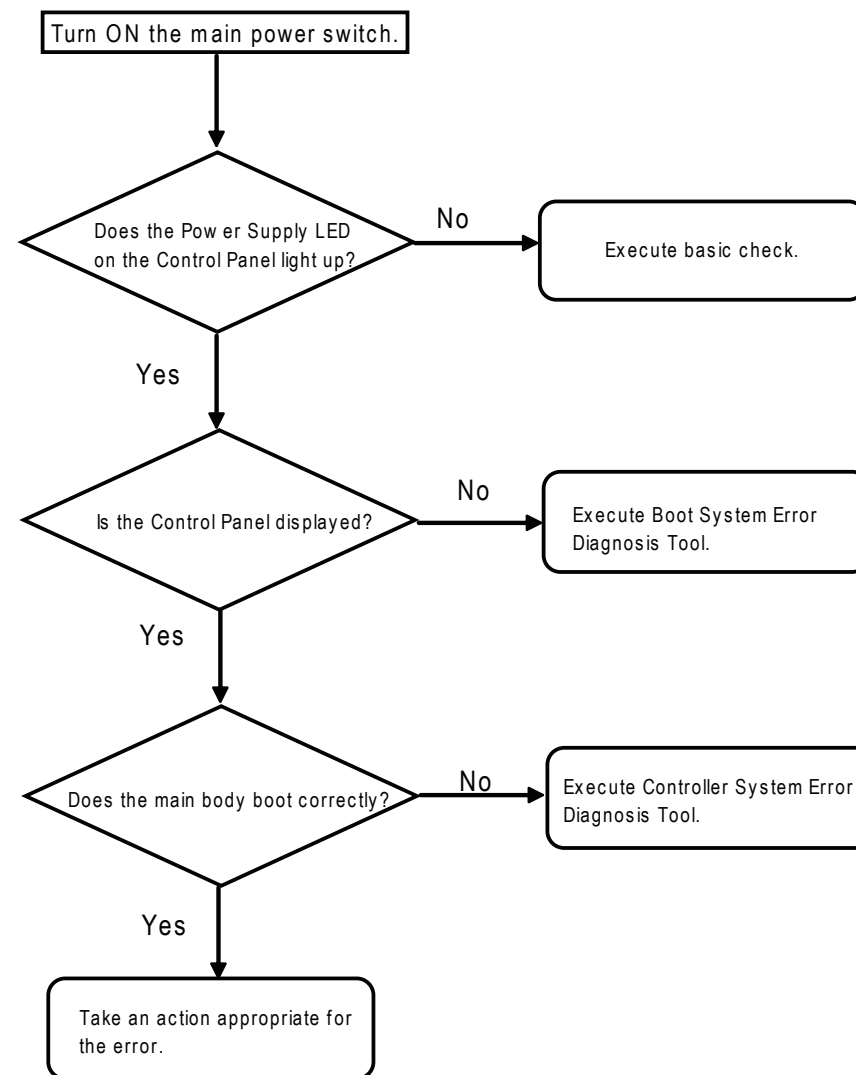 Turn ON the main power switch.
Does the Power Supply LED
on the Control Panel light up?
No
Execute basic check.
Yes
Is the Control Panel displayed?
No
Execute Boot System Error
Diagnosis Tool.
Yes
Does the main body boot correctly?
No
Execute Controller System Error
Diagnosis Tool.
Yes
Take an action appropriate for
the error.